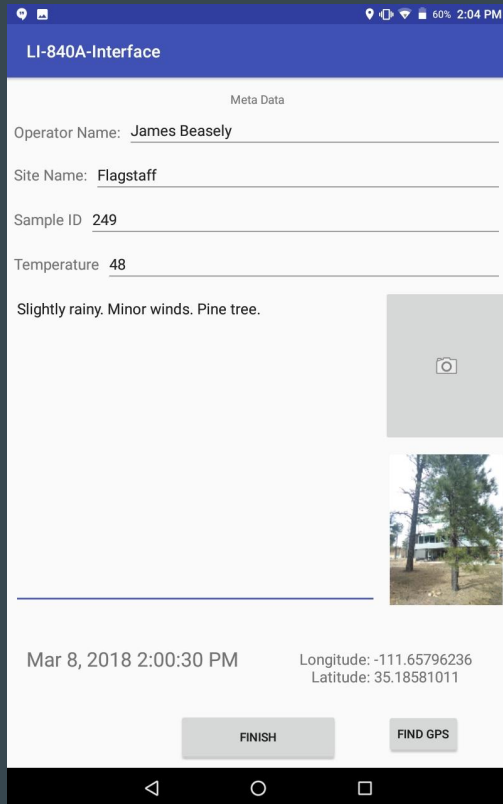 60% 2:04 PM
LI-840A-Interface
Meta Data
Operator Name: James Beasely
Site Name: Flagstaff
Sample ID 249
Temperature 48
Slightly rainy. Minor winds. Pine tree.
Mar 8, 2018 2:00:30 PM
Longitude: -111.65796236
Latitude: 35.18581011
FINISH
FIND GPS